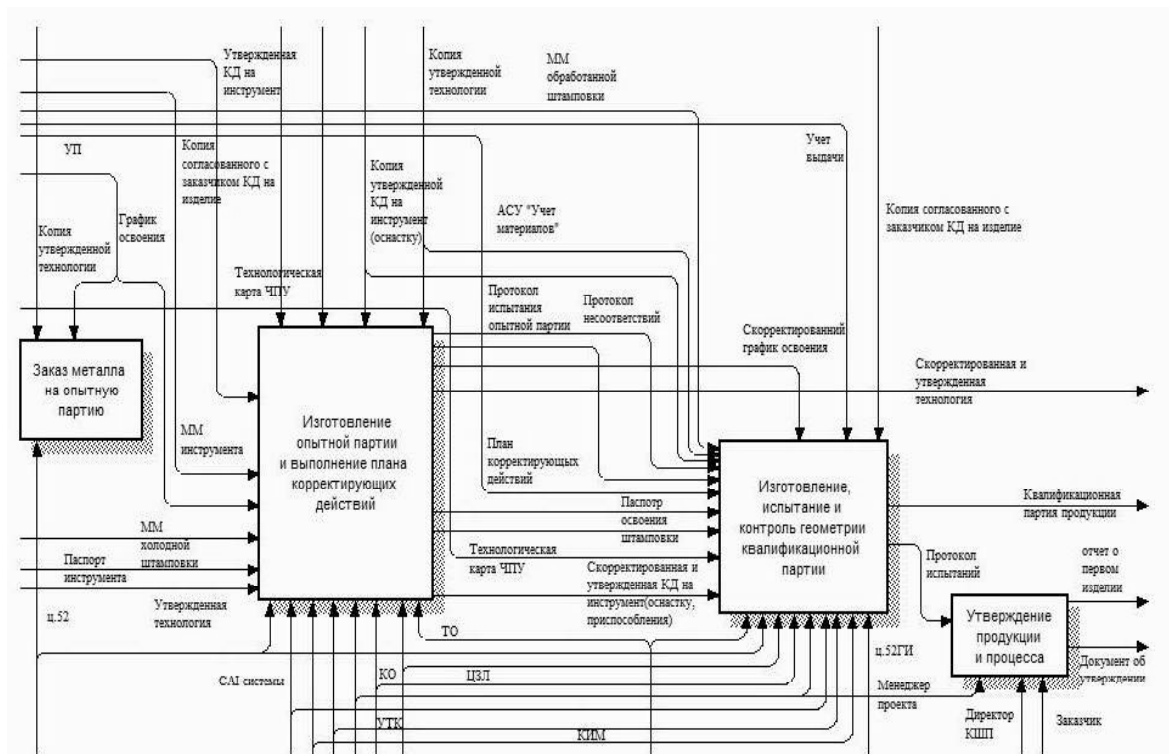 Утвержденная
КД на
инструмент
Копия
утвержденной
технологии
ММ
обработанной
штамповки
УП
Копия
согласованного с
заказчиком КД на
изделие
Копия
утвержденной
КД на
инструмент
(оснастку)
Учет
выдачи
АСУ "Учет
материалов"
Копия согласованного с
заказчиком КД на изделие
График
освоения
Копия
утвержденной
технологии
Технологическая
карта ЧПУ
Протокол
испытания
опытной партии
Протокол
несоответствий
Скорректированний
график освоения
Скорректированная и
утвержденная
технология
Заказ металла
на опытную
партию
Изготовление
опытной партии
и выполнение плана
корректирующих
действий
ММ
инструмента
План
корректирующих
действий
Изготовление,
испытание и
контроль геометрии
квалификационной
партии
Паспотр
освоения
штамповки
Квалификационная
партия продукции
ММ
холодной
штамповки
Паспорт
инструмента
Технологическая
карта ЧПУ
Скорректированная и
утвержденная КД на
инструмент(оснастку,
приспособления)
Протокол
испытаний
отчет о
первом
изделии
ц.52
Утвержденная
технология
ТО
Утверждение
продукции
и процесса
ц.52ГИ
Документ об
утверждении
CAI системы
КО
ЦЗЛ
Менеджер
проекта
УТК
КИМ
Директор
КШП
Заказчик